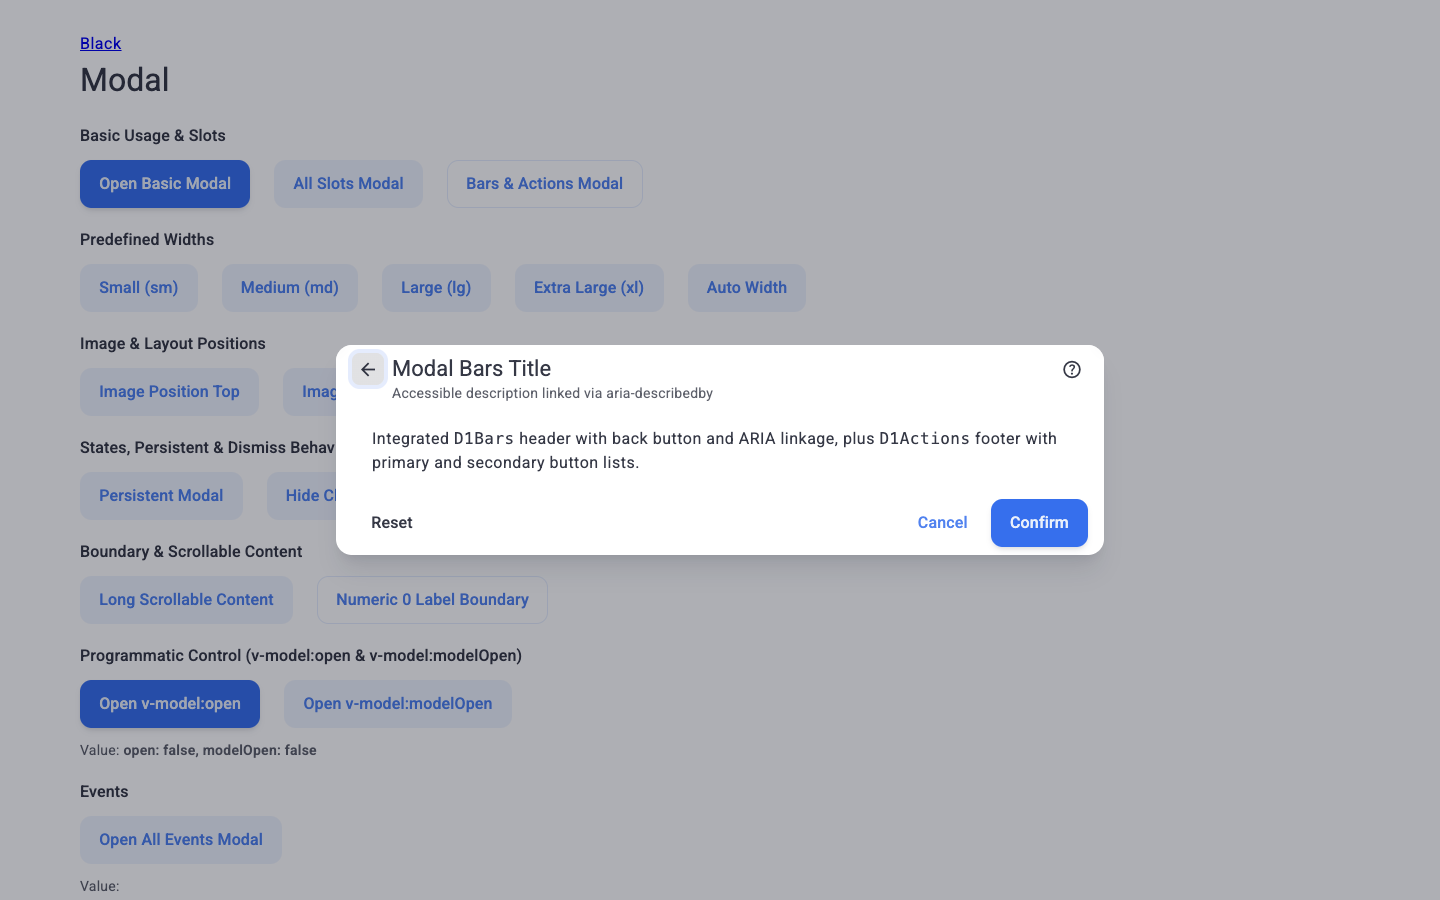 Black
Modal
Basic Usage & Slots
Open Basic Modal
All Slots Modal
Bars & Actions Modal
Predefined Widths
Small (sm)
Medium (md)
Large (lg)
Extra Large (xl)
Auto Width
Image & Layout Positions
Image Position Top
Imag
Modal Bars Title
Accessible description linked via aria-describedby
Integrated D1Bars header with back button and ARIA linkage, plus D1Actions footer with
primary and secondary button lists.
Reset
Cancel
Confirm
States, Persistent & Dismiss Behav
Persistent Modal
Hide Cl
Boundary & Scrollable Content
Long Scrollable Content
Numeric 0 Label Boundary
Programmatic Control (v-model:open & v-model:modelOpen)
Open v-model:open
Open v-model:modelOpen
Value: open: false, modelOpen: false
Events
Open All Events Modal
Value: